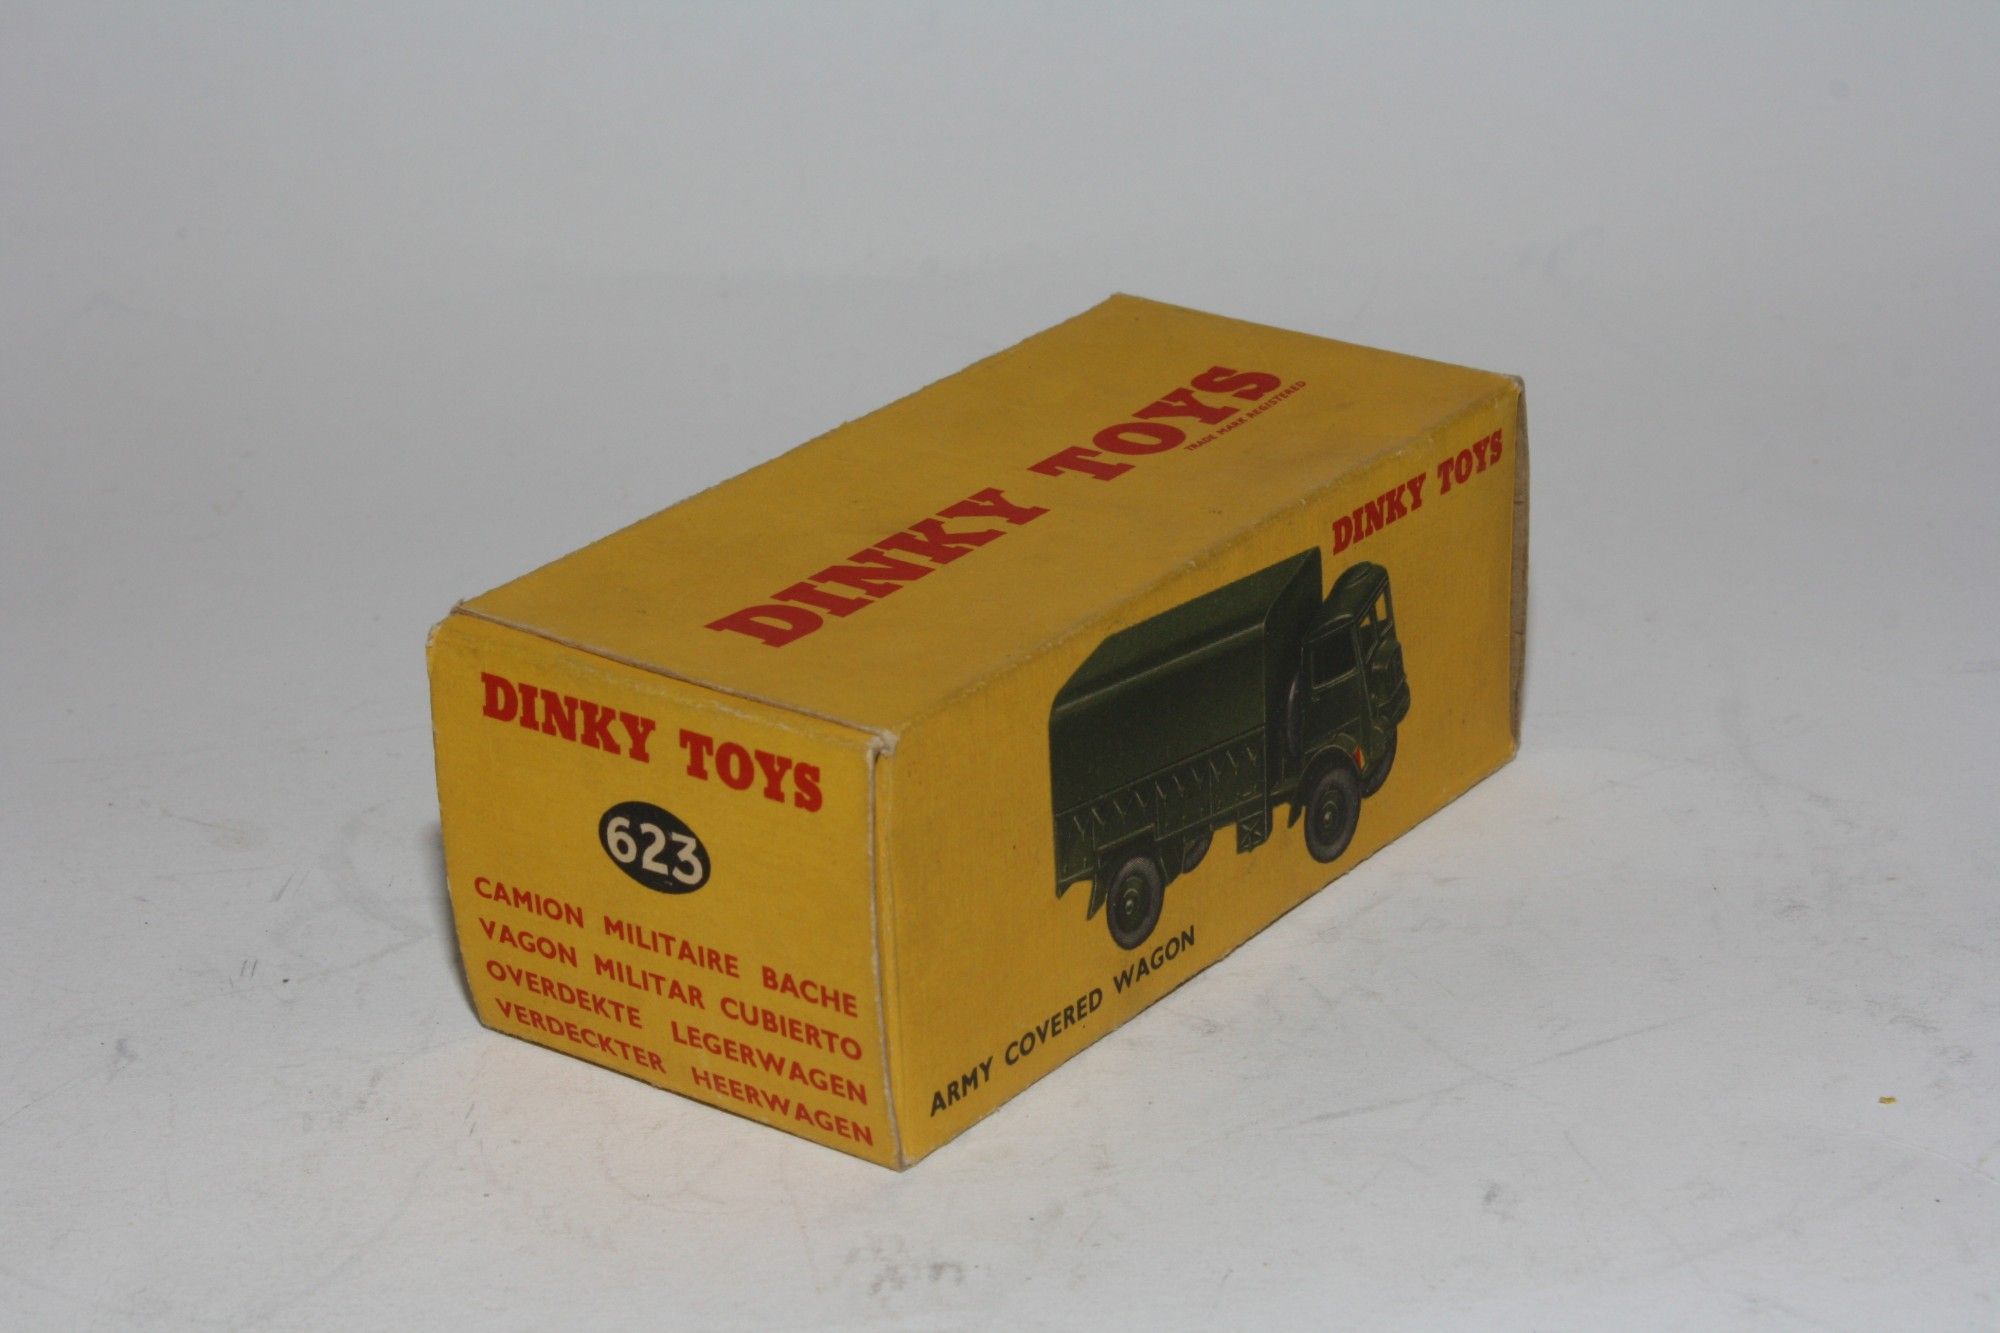 DINKY TOYS
TRADE MARK REGISTERED
DINKY TOYS
DINKY TOYS
623
CAMION MILITAIRE BACHE
VAGON MILITAR CUBIERTO
OVERDEKTE LEGERWAGEN
VERDECKTER HEERWAGEN
ARMY COVERED WAGON